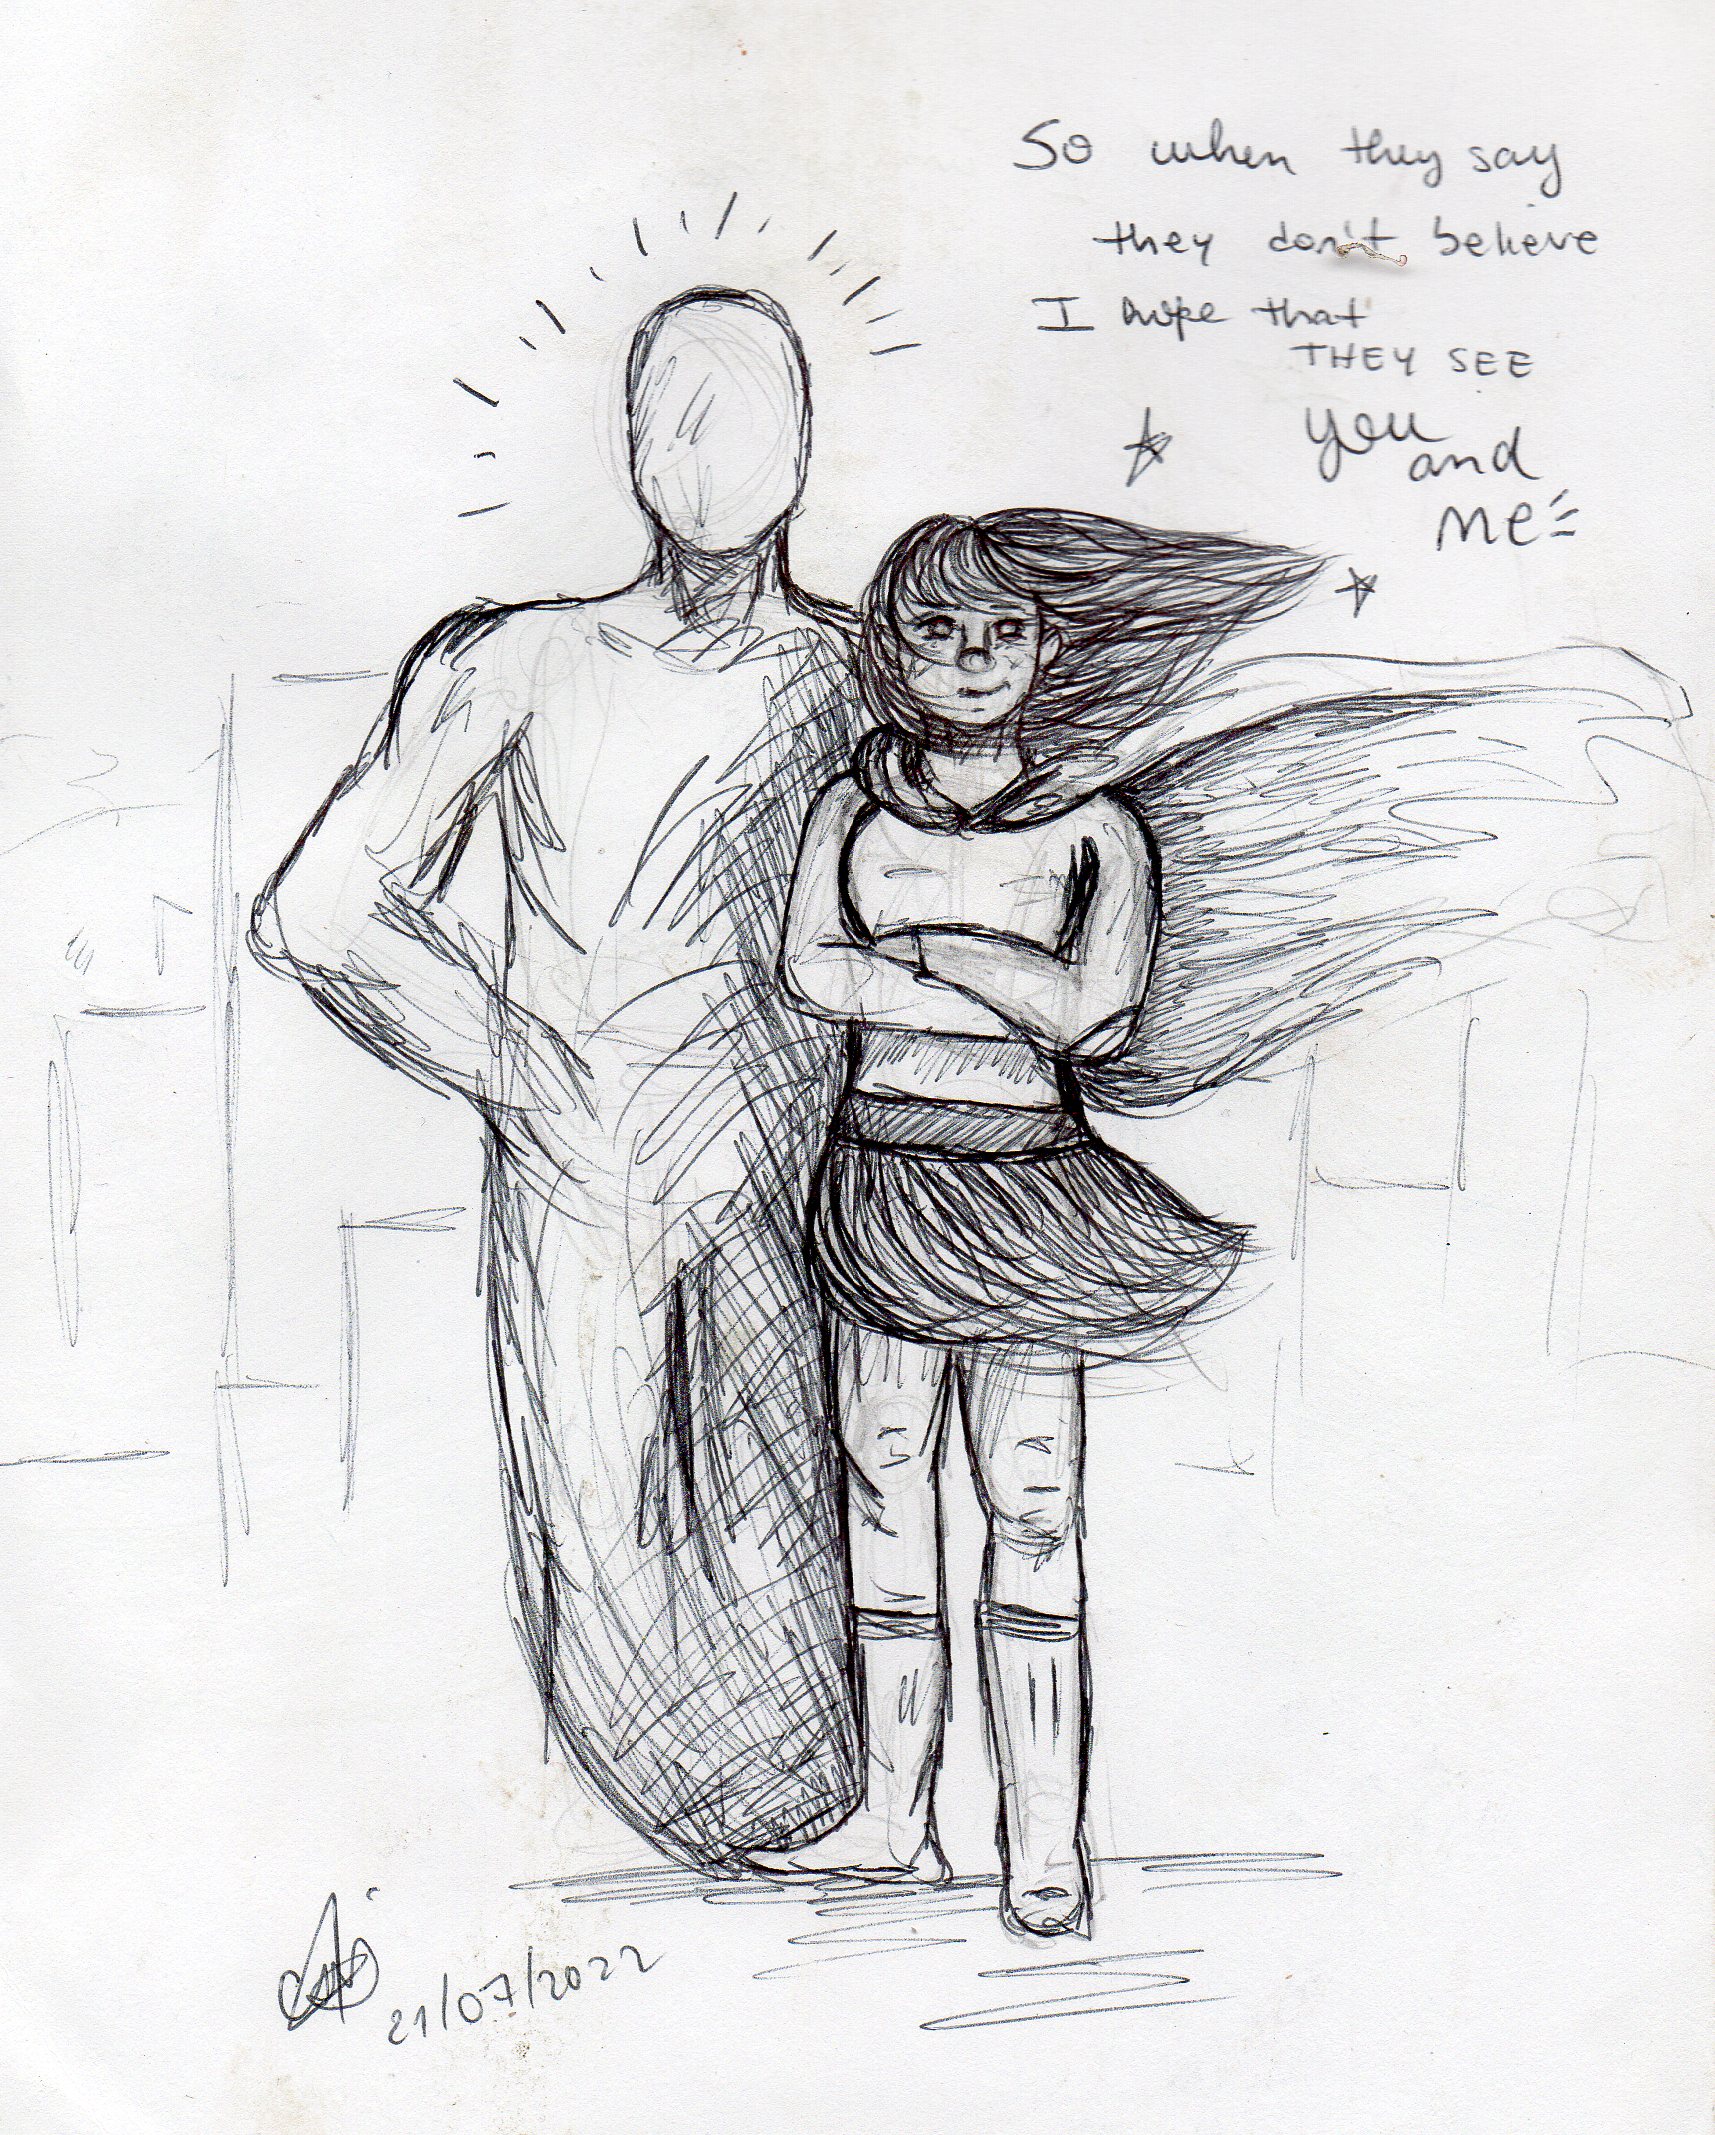 So when they say
they don't believe
I hope that
THEY SEE
you
and
me
21/07/2022